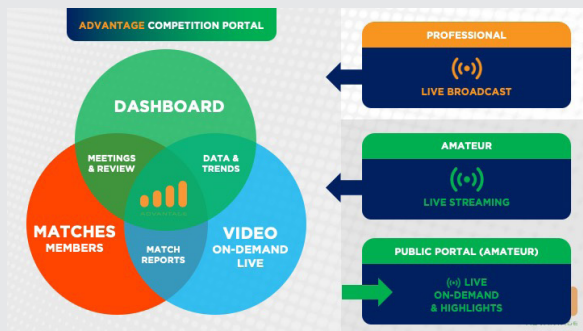 ADVANTAGE COMPETITION PORTAL
DASHBOARD
MEETINGS
& REVIEW
DATA &
TRENDS
ADVANTAGE
MATCHES
MEMBERS
MATCH
REPORTS
VIDEO
ON-DEMAND
LIVE
PROFESSIONAL
LIVE BROADCAST
AMATEUR
LIVE STREAMING
PUBLIC PORTAL (AMATEUR)
LIVE
ON-DEMAND
& HIGHLIGHTS